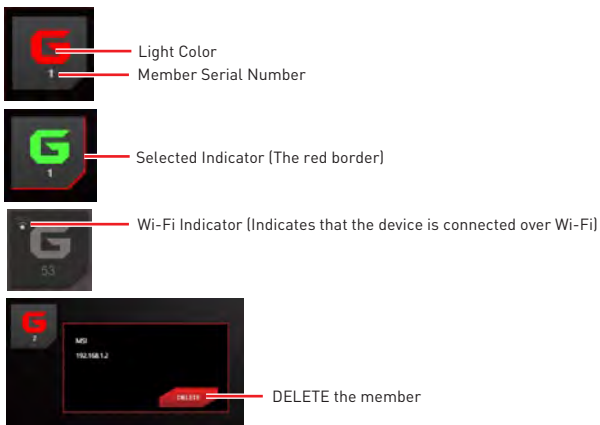 G
Light Color
1
Member Serial Number
G
Selected Indicator (The red border)
1
Wi-Fi Indicator (Indicates that the device is connected over Wi-Fi)
G
53
G
2
MSI
192.168.1.2
DELETE
DELETE the member